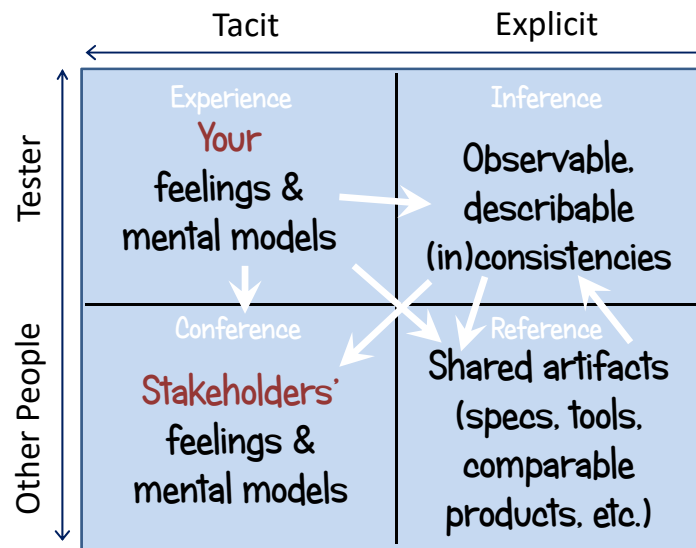 Tacit
Explicit
Tester
Other People
Experience
Your
feelings &
mental models
Inference
Observable,
describable
(in)consistencies
Conference
Stakeholders'
feelings &
mental models
Reference
Shared artifacts
(specs, tools,
comparable
products, etc.)